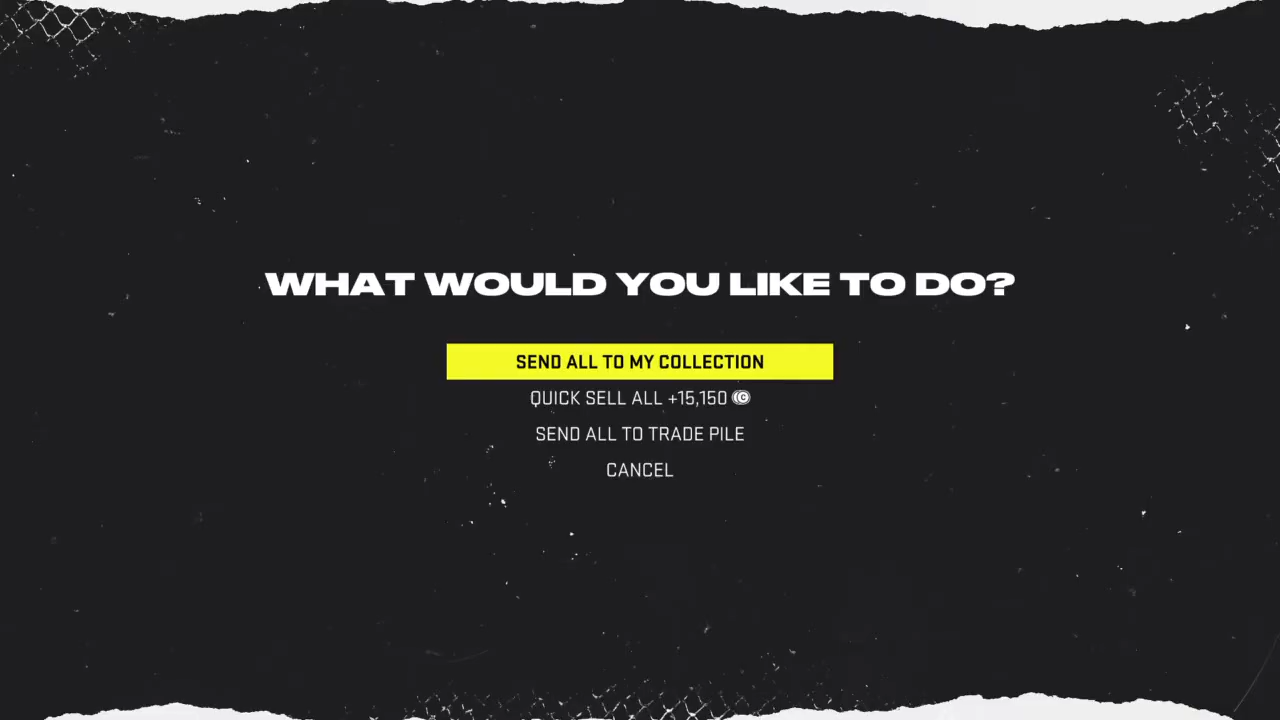 WHAT WOULD YOU LIKE TO DO?
SEND ALL TO MY COLLECTION
QUICK SELL ALL +15,150
SEND ALL TO TRADE PILE
CANCEL